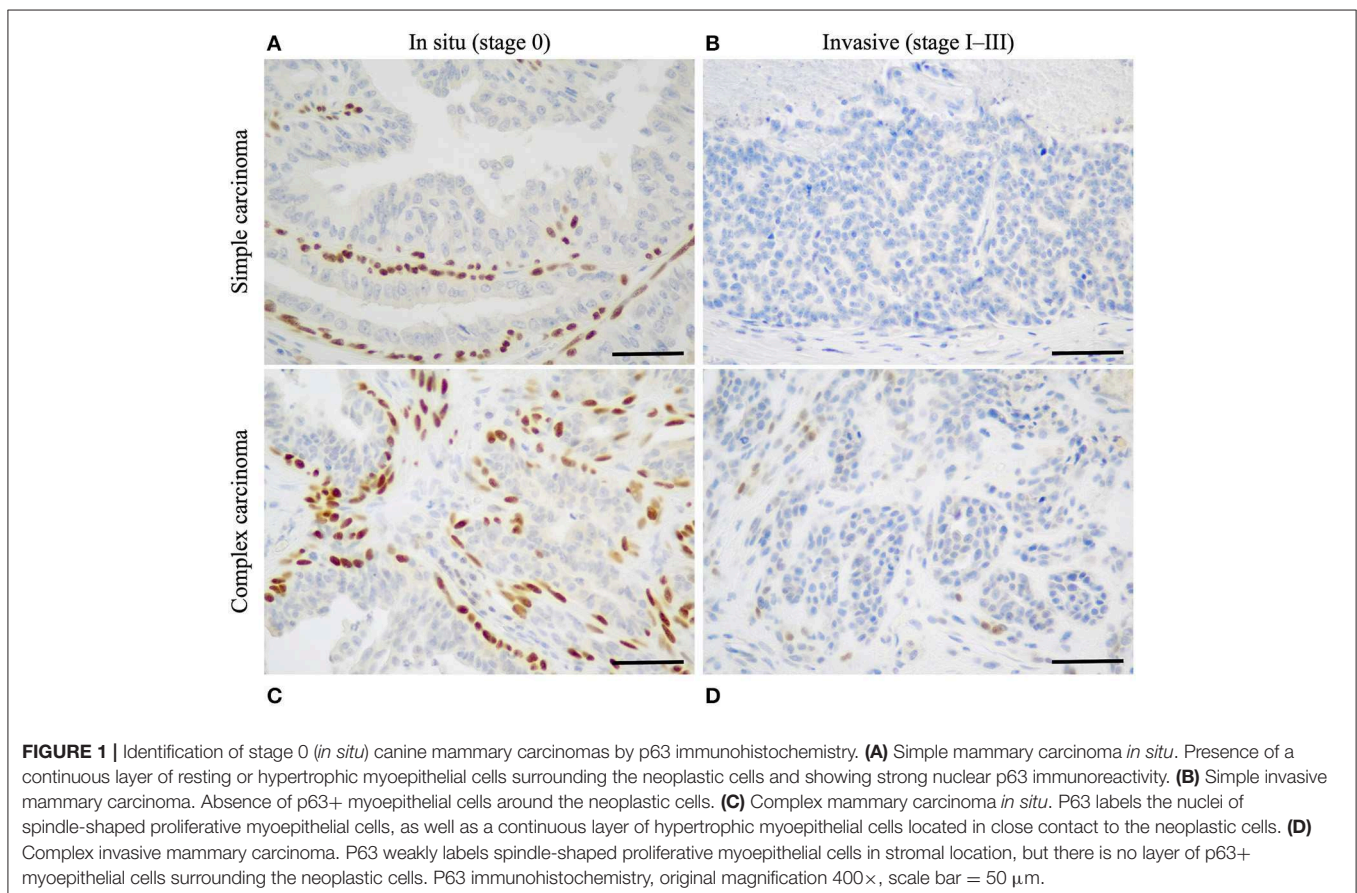 A
In situ (stage 0)
B
Invasive (stage I–III)
Simple carcinoma
Complex carcinoma
C
D
FIGURE 1 | Identification of stage 0 (in situ) canine mammary carcinomas by p63 immunohistochemistry. (A) Simple mammary carcinoma in situ. Presence of a
continuous layer of resting or hypertrophic myoepithelial cells surrounding the neoplastic cells and showing strong nuclear p63 immunoreactivity. (B) Simple invasive
mammary carcinoma. Absence of p63+ myoepithelial cells around the neoplastic cells. (C) Complex mammary carcinoma in situ. P63 labels the nuclei of
spindle-shaped proliferative myoepithelial cells, as well as a continuous layer of hypertrophic myoepithelial cells located in close contact to the neoplastic cells. (D)
Complex invasive mammary carcinoma. P63 weakly labels spindle-shaped proliferative myoepithelial cells in stromal location, but there is no layer of p63+
myoepithelial cells surrounding the neoplastic cells. P63 immunohistochemistry, original magnification 400×, scale bar = 50 μm.